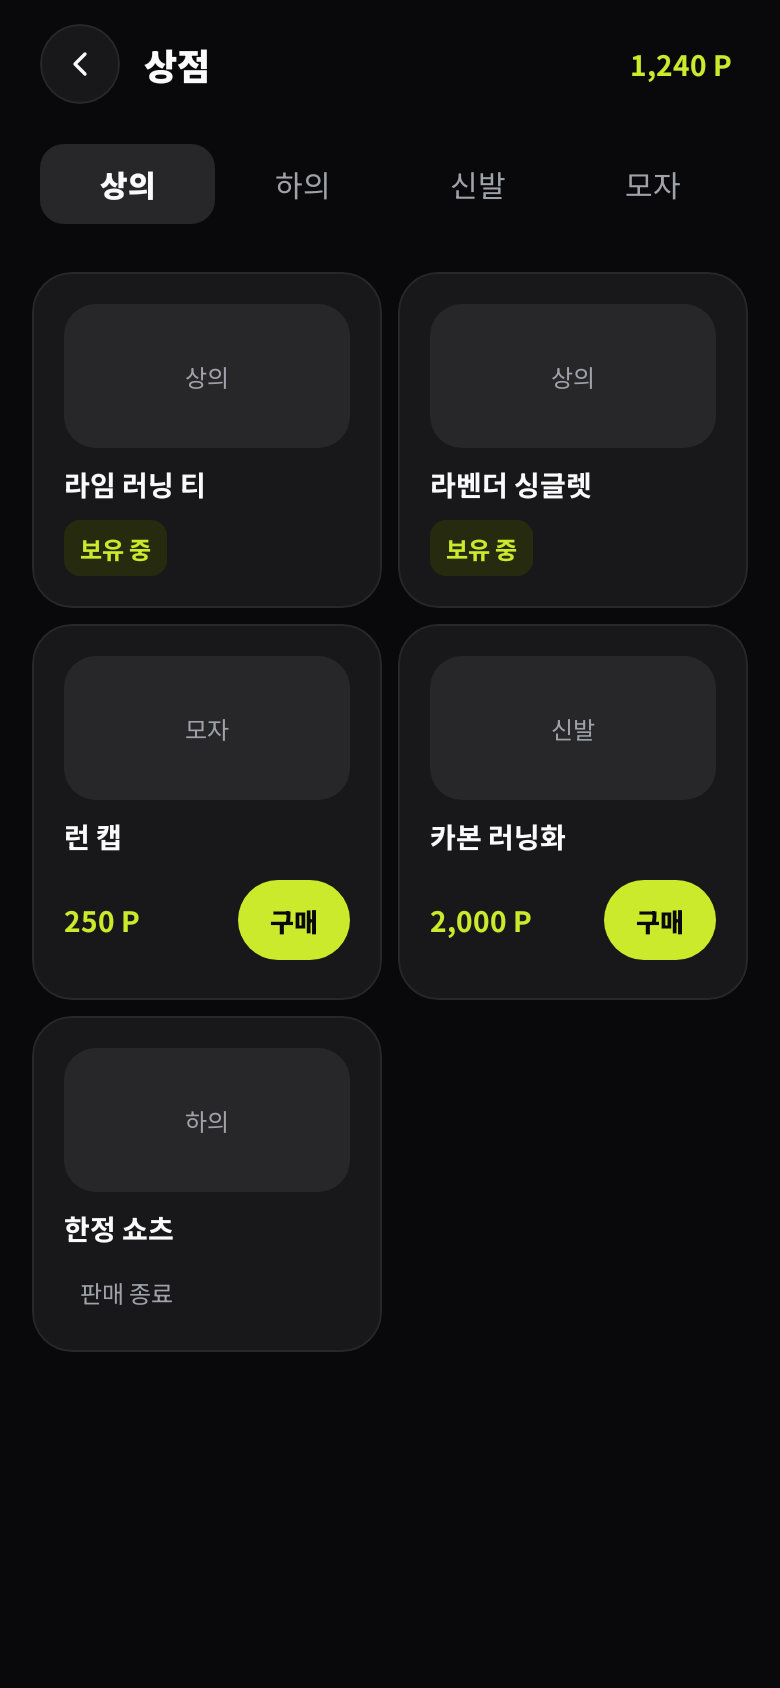 상점
1,240 P
상의
하의
신발
모자
상의
라임 러닝 티
보유 중
상의
라벤더 싱글렛
보유 중
모자
런 캡
250 P
구매
신발
카본 러닝화
2,000 P
구매
하의
한정 쇼츠
판매 종료